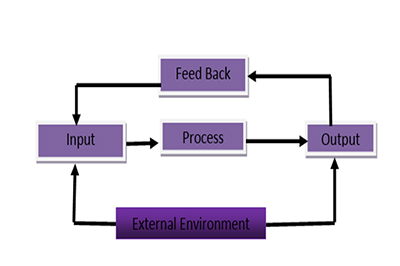 Feed Back
Input
Process
Output
External Environment